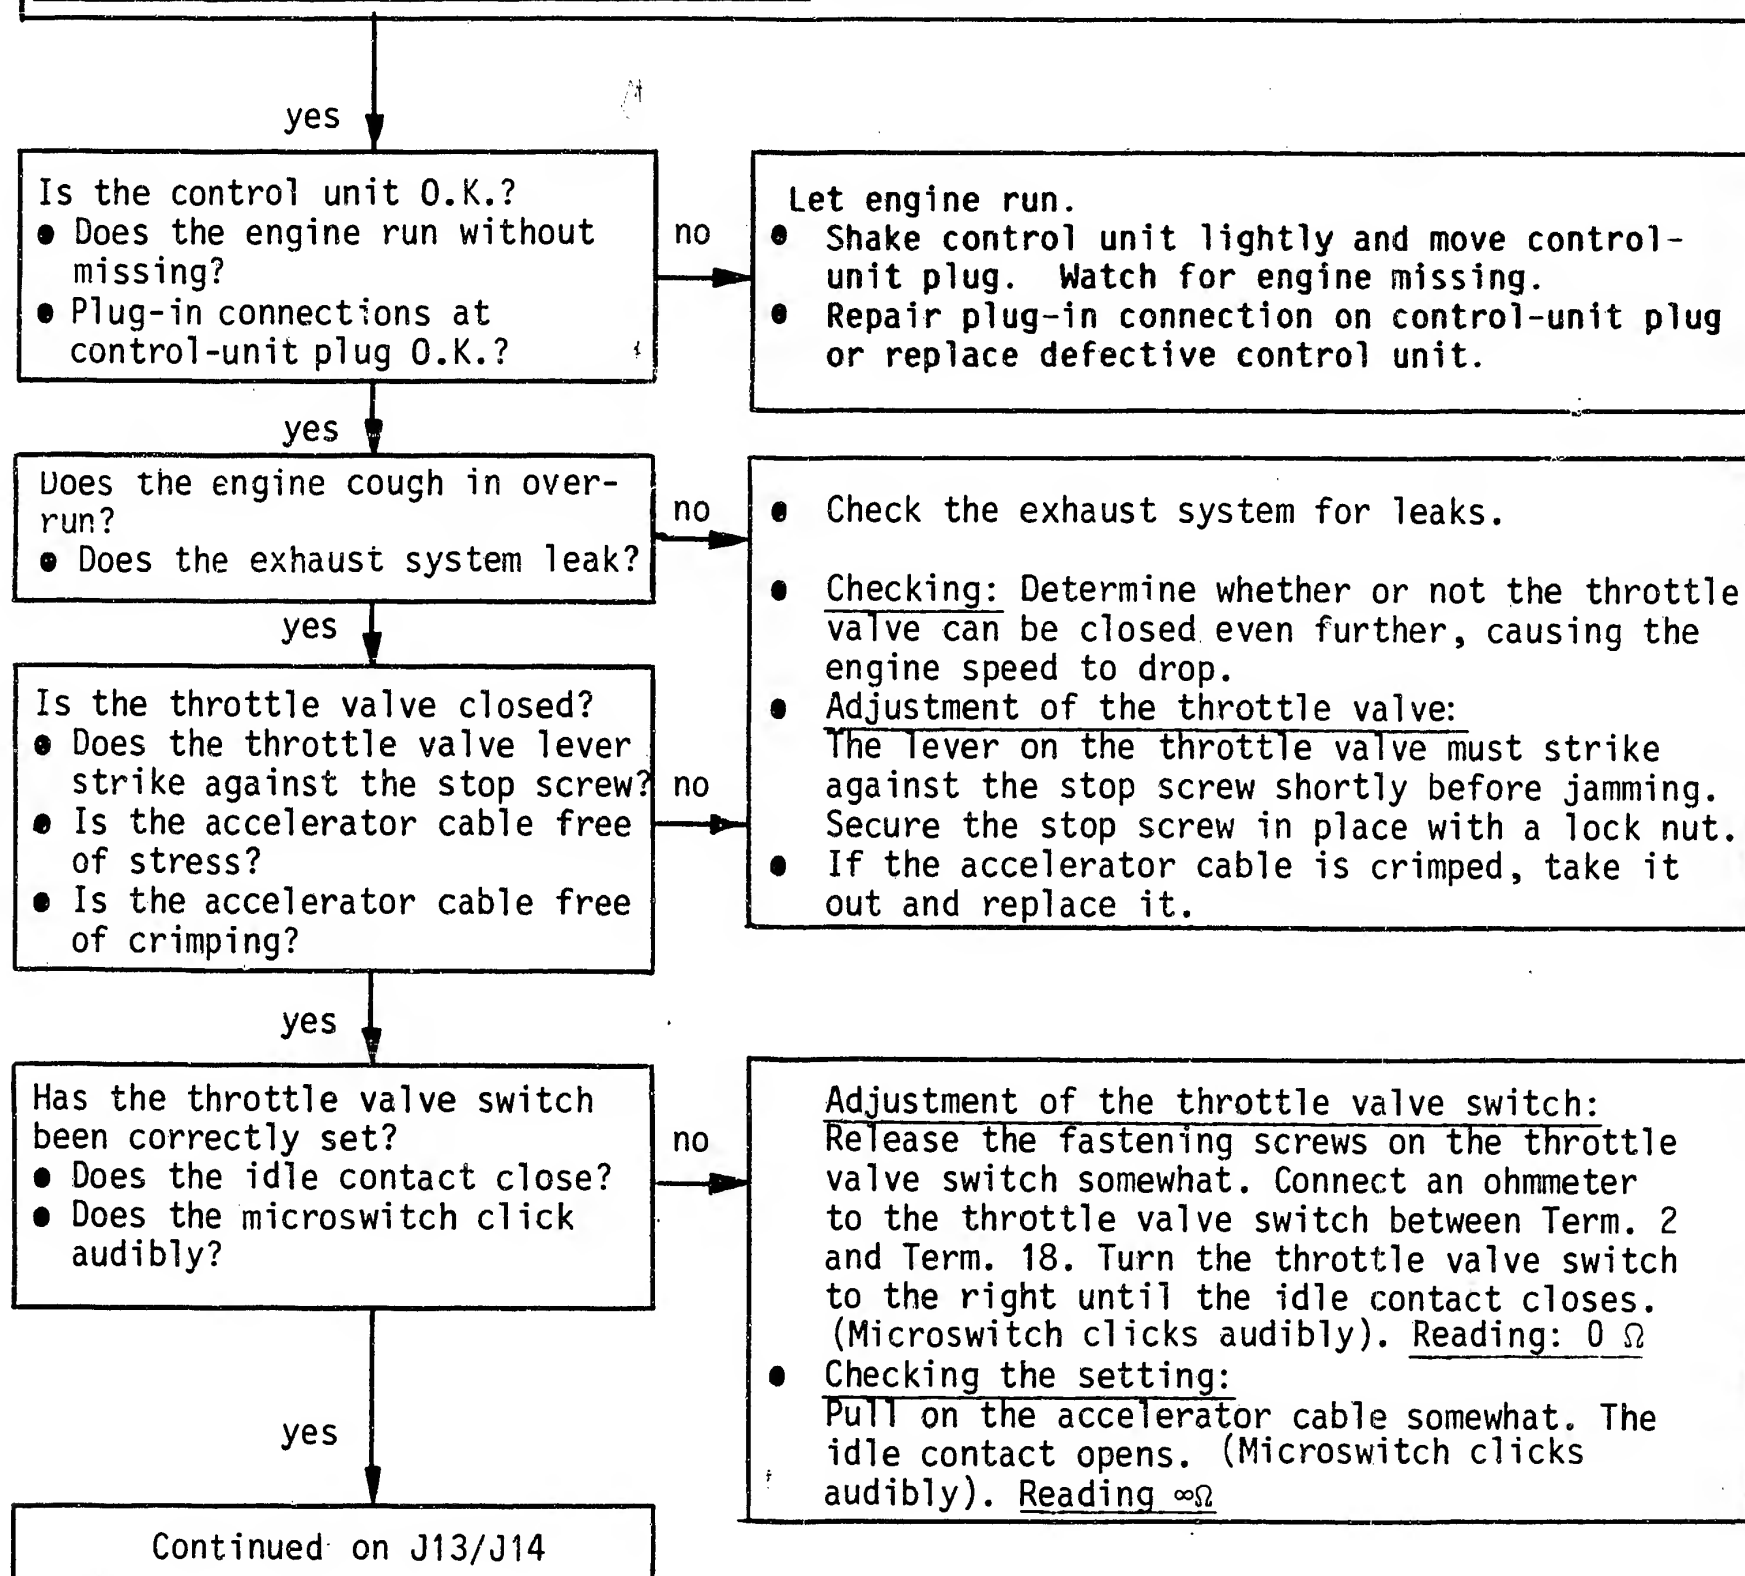 yes
Is the control unit O.K.?
● Does the engine run without
missing?
● Plug-in connections at
control-unit plug O.K.?
no
Let engine run.
● Shake control unit lightly and move control-
unit plug. Watch for engine missing.
● Repair plug-in connection on control-unit plug
or replace defective control unit.
yes
Does the engine cough in over-
run?
● Does the exhaust system leak?
no
● Check the exhaust system for leaks.
● Checking: Determine whether or not the throttle
valve can be closed even further, causing the
engine speed to drop.
● Adjustment of the throttle valve:
The lever on the throttle valve must strike
against the stop screw shortly before jamming.
Secure the stop screw in place with a lock nut.
● If the accelerator cable is crimped, take it
out and replace it.
yes
Is the throttle valve closed?
● Does the throttle valve lever
strike against the stop screw?
● Is the accelerator cable free
of stress?
● Is the accelerator cable free
of crimping?
no
yes
Has the throttle valve switch
been correctly set?
● Does the idle contact close?
● Does the microswitch click
audibly?
no
Adjustment of the throttle valve switch:
Release the fastening screws on the throttle
valve switch somewhat. Connect an ohmmeter
to the throttle valve switch between Term. 2
and Term. 18. Turn the throttle valve switch
to the right until the idle contact closes.
(Microswitch clicks audibly). Reading: 0 Ω
● Checking the setting:
Pull on the accelerator cable somewhat. The
idle contact opens. (Microswitch clicks
audibly). Reading ∞Ω
yes
Continued on J13/J14